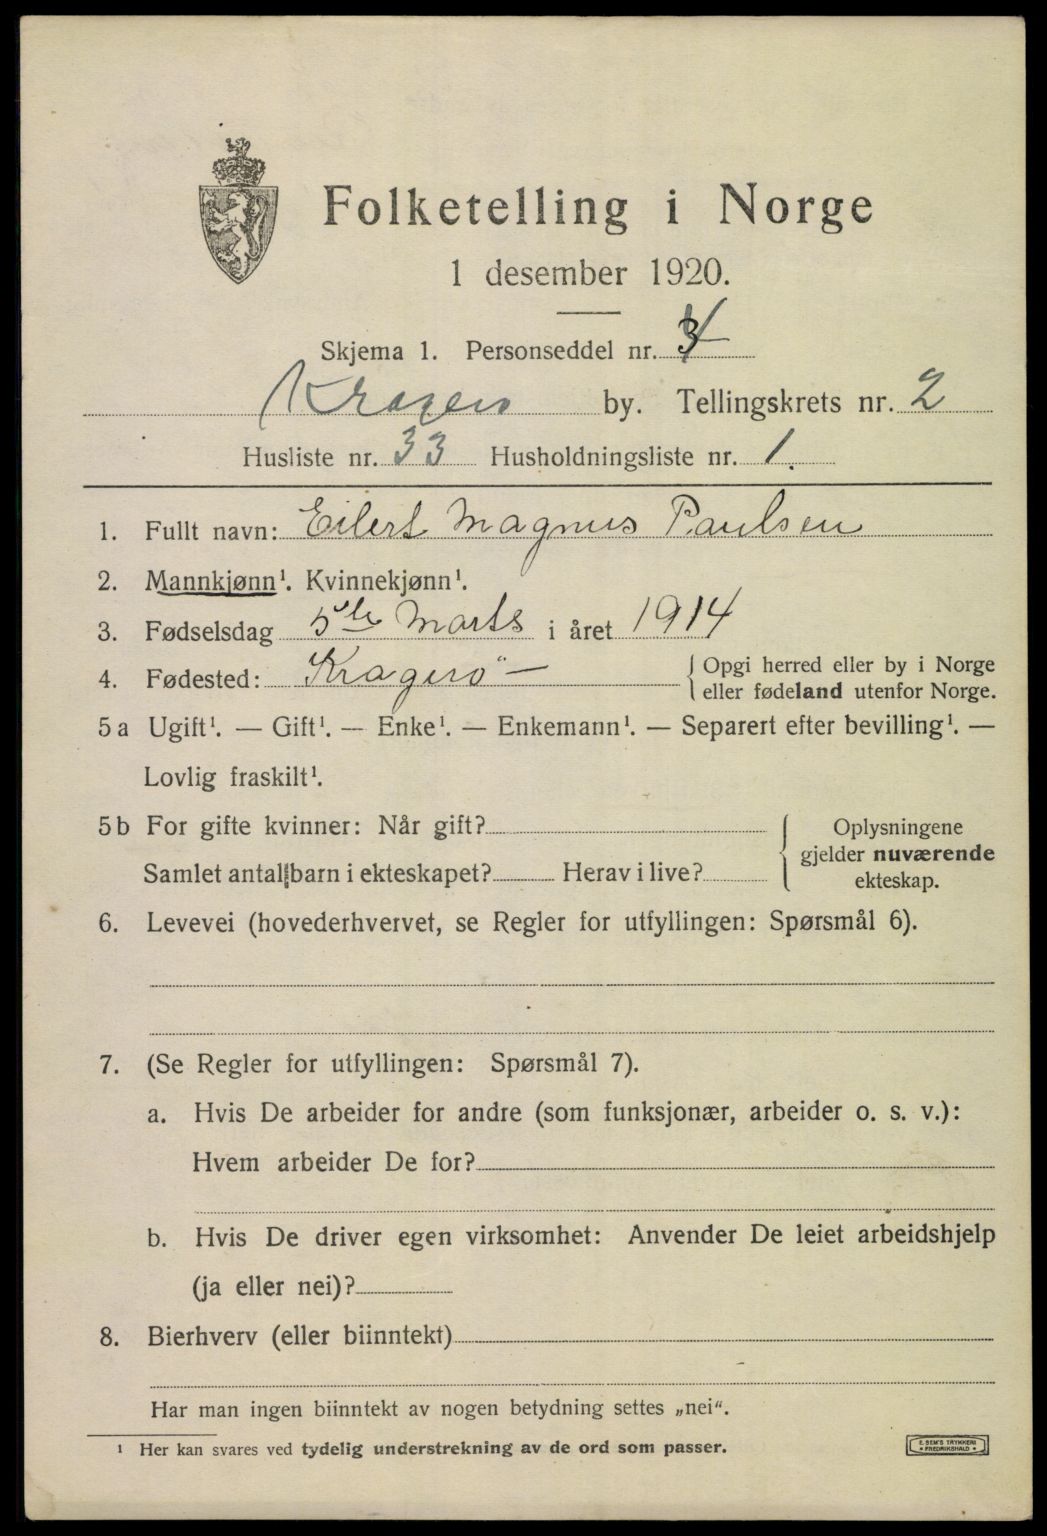 Folketelling i Norge
1 desember 1920.
Skjema 1. Personseddel nr. 3
Kragerø by. Tellingskrets nr. 2
Husliste nr. 33 Husholdningsliste nr. 1.
1. Fullt navn: Eilert Magnus Paulsen
2. Mannkjønn¹. Kvinnekjønn¹.
3. Fødselsdag 5te Marts i året 1914
4. Fødested: Kragerö — Opgi herred eller by i Norge
eller fødeland utenfor Norge.
5a Ugift¹. — Gift¹. — Enke¹. — Enkemann¹. — Separert efter bevilling¹. —
Lovlig fraskilt¹.
5b For gifte kvinner: Når gift?
Samlet antal barn i ekteskapet? Herav i live?
Oplysningene
gjelder nuværende
ekteskap.
6. Levevei (hovederhvervet, se Regler for utfyllingen: Spørsmål 6).
7. (Se Regler for utfyllingen: Spørsmål 7).
a. Hvis De arbeider for andre (som funksjonær, arbeider o. s. v.):
Hvem arbeider De for?
b. Hvis De driver egen virksomhet: Anvender De leiet arbeidshjelp
(ja eller nei)?
8. Bierhverv (eller biinntekt)
Har man ingen biinntekt av nogen betydning settes „nei“.
¹ Her kan svares ved tydelig understrekning av de ord som passer.
E. SEM'S TRYKKERI
FREDRIKSHALD